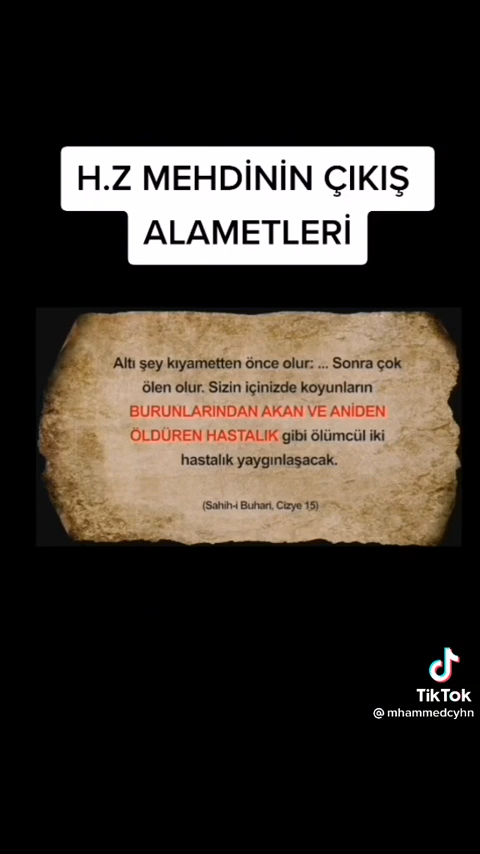 H.Z MEHDİNİN ÇIKIŞ
ALAMETLERİ
Altı şey kıyametten önce olur: ... Sonra çok
ölen olur. Sizin içinizde koyunların
BURUNLARINDAN AKAN VE ANİDEN
ÖLDÜREN HASTALIK gibi ölümcül iki
hastalık yaygınlaşacak.
(Sahih-i Buhari, Cizye 15)
TikTok
@mhammedcyhn